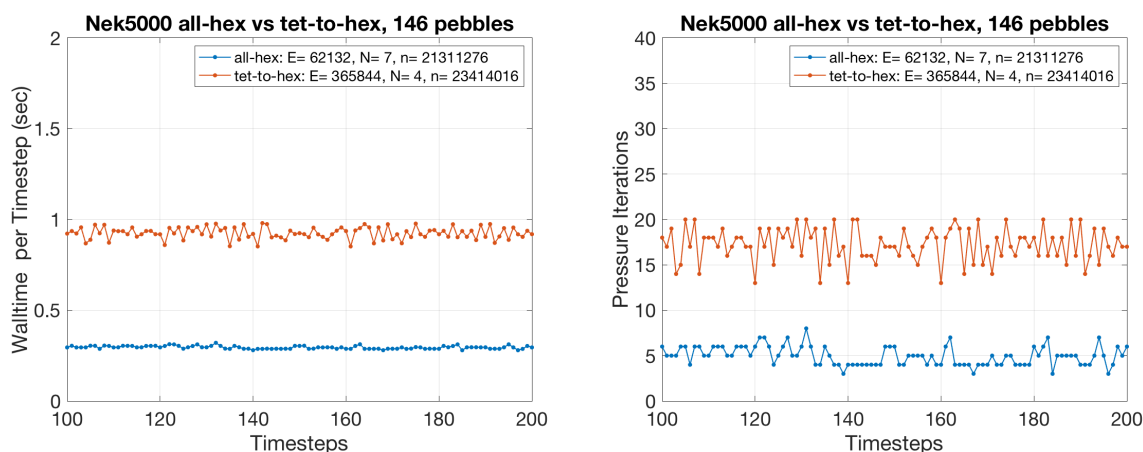 Nek5000 all-hex vs tet-to-hex, 146 pebbles
all-hex: E= 62132, N= 7, n= 21311276
tet-to-hex: E= 365844, N= 4, n= 23414016
Walltime per Timestep (sec)
2
1.5
1
0.5
0
100 120 140 160 180 200
Timesteps
Nek5000 all-hex vs tet-to-hex, 146 pebbles
all-hex: E= 62132, N= 7, n= 21311276
tet-to-hex: E= 365844, N= 4, n= 23414016
Pressure Iterations
40
35
30
25
20
15
10
5
0
100 120 140 160 180 200
Timesteps